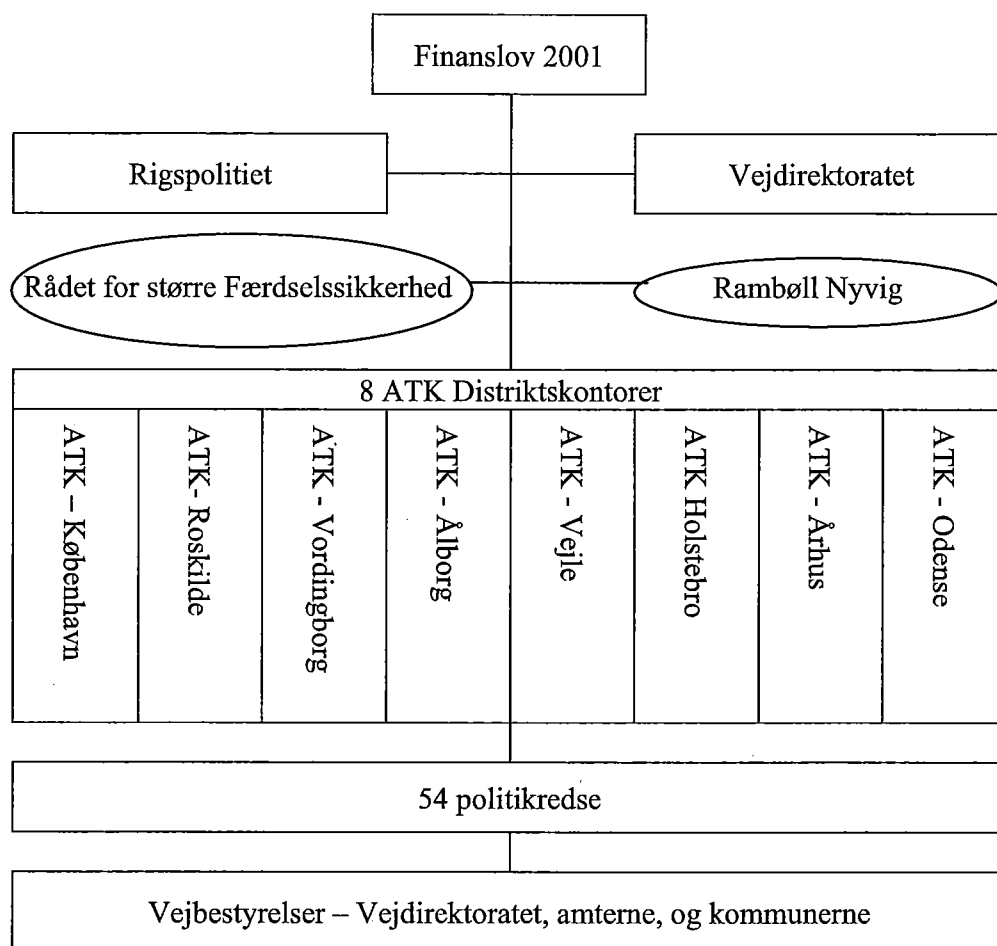 Finanslov 2001
Rigspolitiet
Vejdirektoratet
Rådet for større Færdselssikkerhed
Rambøll Nyvig
8 ATK Distriktskontorer
ATK – København
ATK- Roskilde
ATK - Vordingborg
ATK - Ålborg
ATK - Vejle
ATK Holstebro
ATK - Århus
ATK - Odense
54 politikredse
Vejbestyrelser – Vejdirektoratet, amterne, og kommunerne